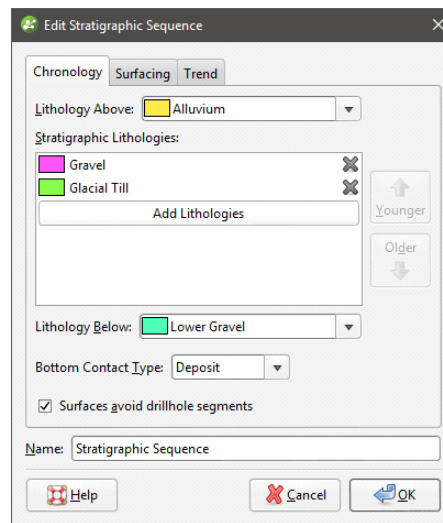 Edit Stratigraphic Sequence
Chronology Surfacing Trend
Lithology Above: Alluvium
Stratigraphic Lithologies:
Gravel
Glacial Till
Add Lithologies
Younger
Older
Lithology Below: Lower Gravel
Bottom Contact Type: Deposit
Surfaces avoid drillhole segments
Name: Stratigraphic Sequence
Help Cancel OK